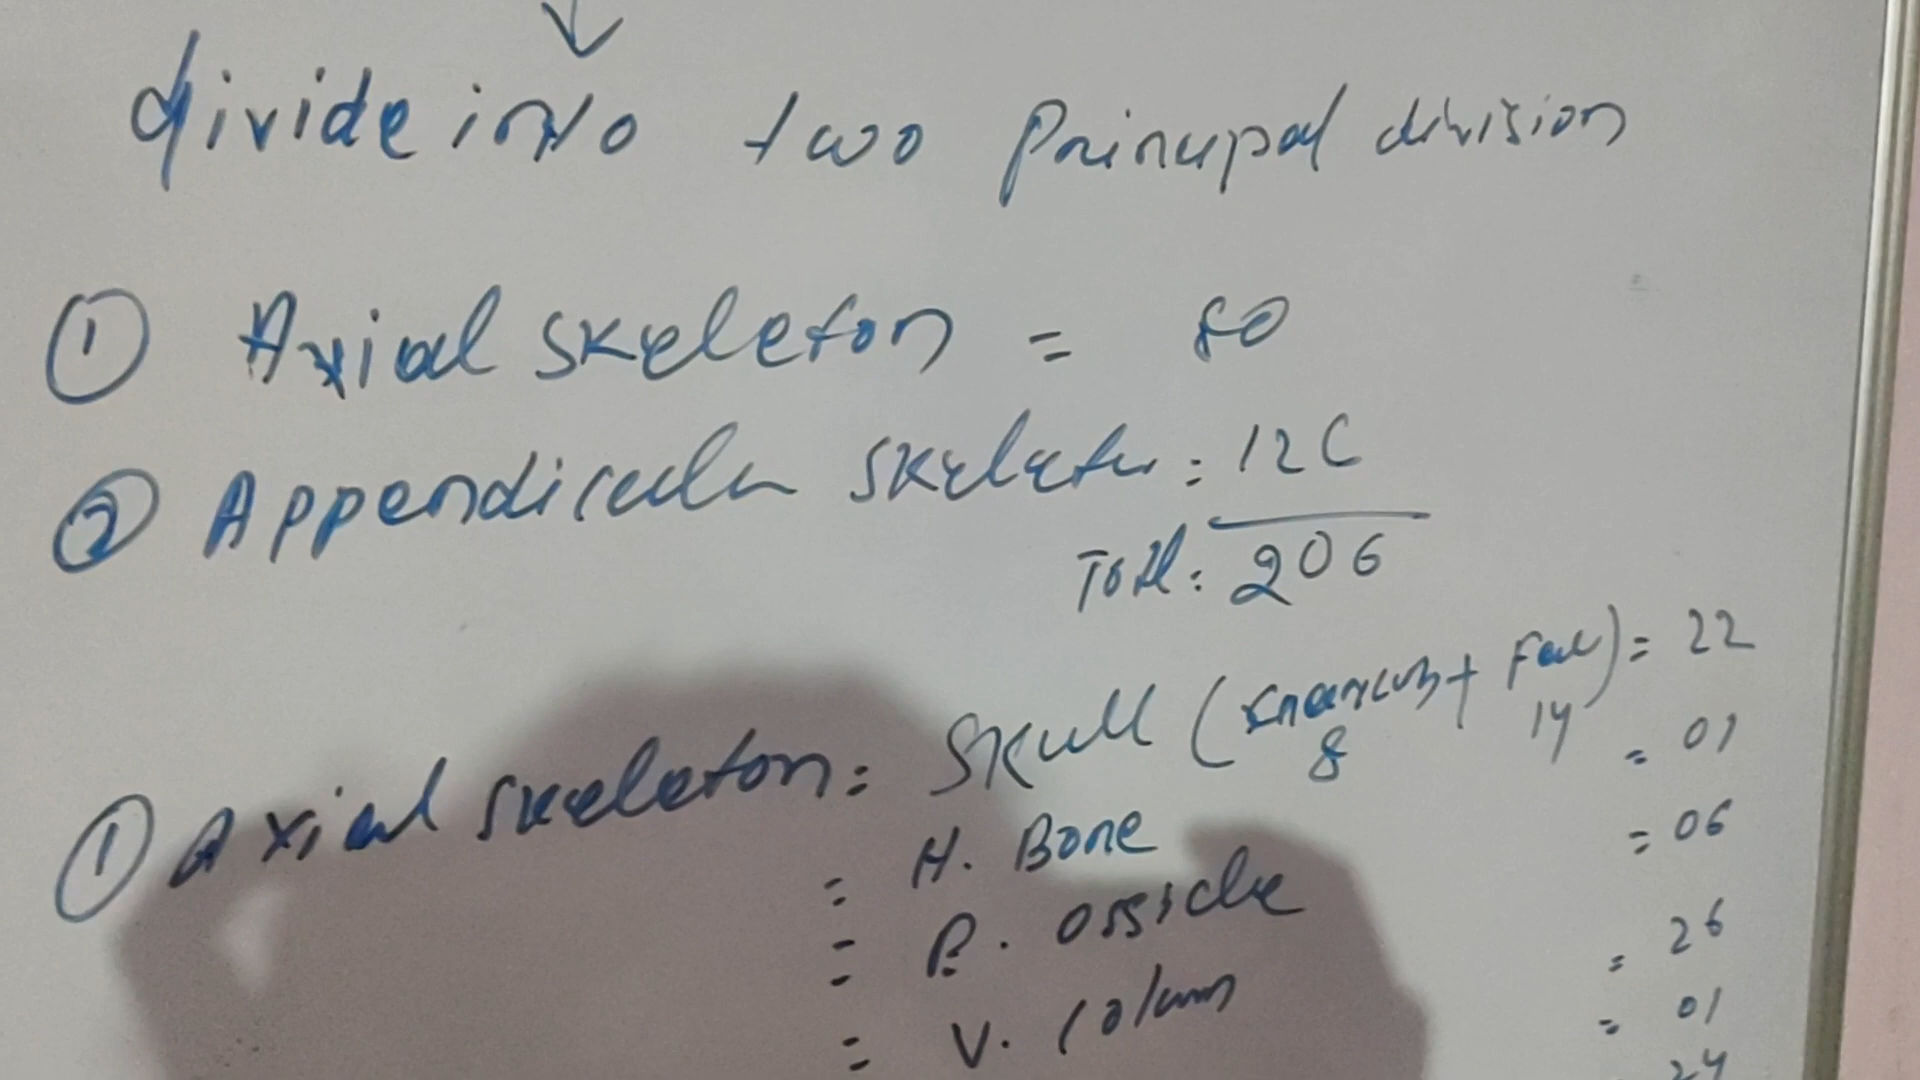 divide into two Principal division
① Axial skeleton = 80
② Appendicular skeleton = 126
Total = 206
① Axial skeleton = Skull (Cranium + Face) = 22
8 14
= H. Bone = 01
= ossicle = 06
= V. Column = 26
= 01
24